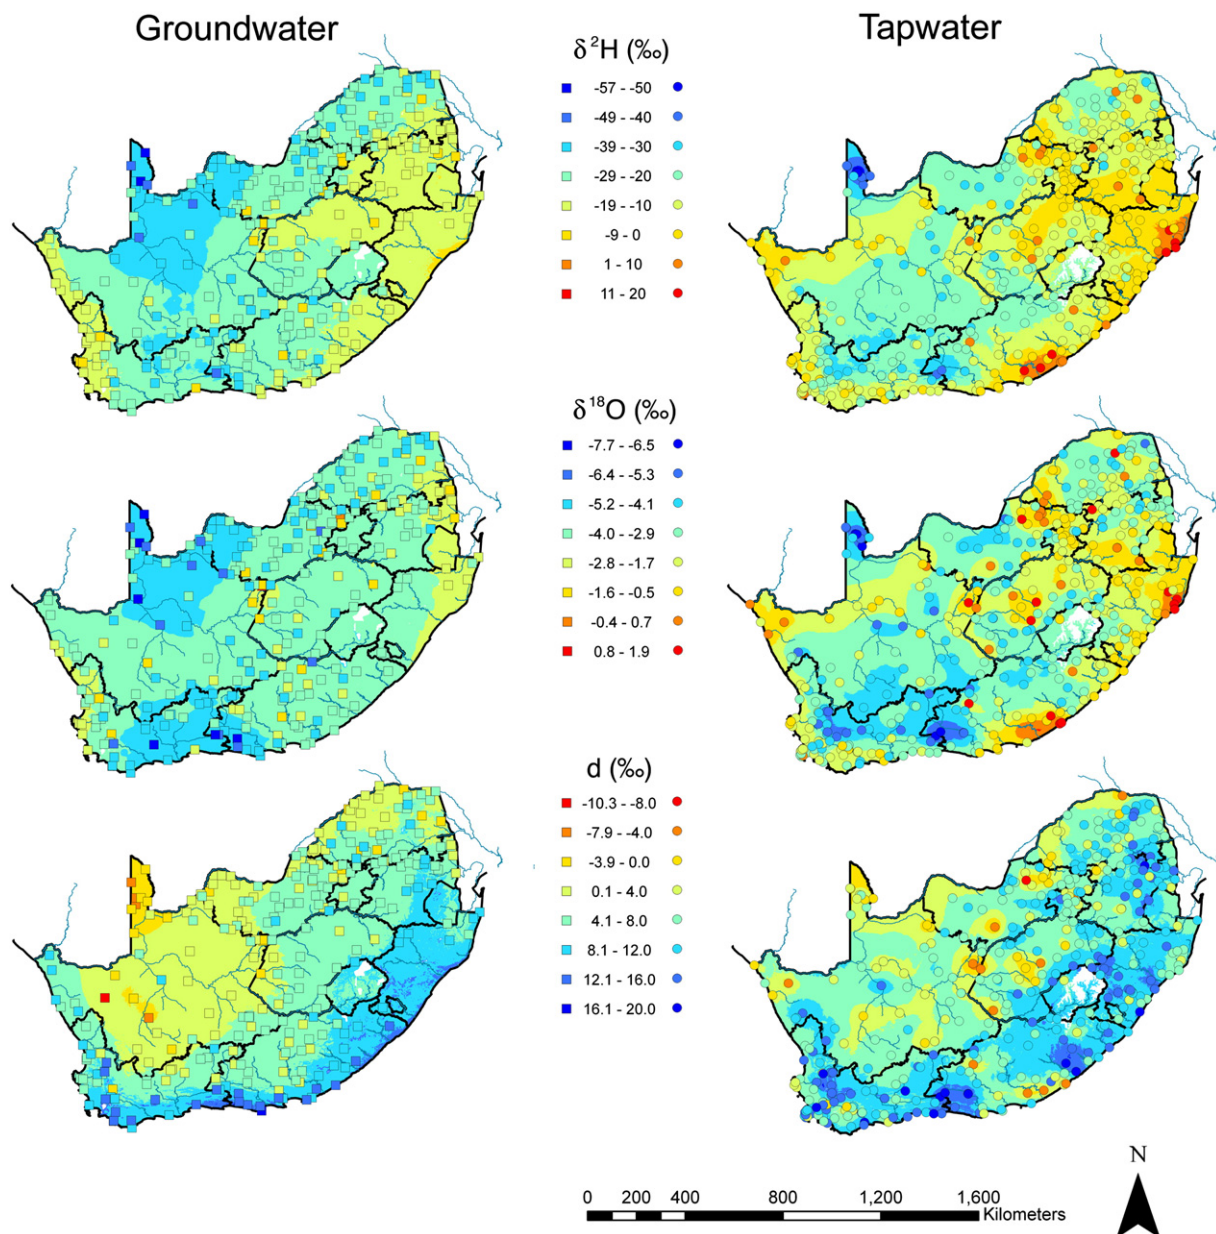 Groundwater
Tapwater
δ²H (‰)
-57 - -50
-49 - -40
-39 - -30
-29 - -20
-19 - -10
-9 - 0
1 - 10
11 - 20
δ¹⁸O (‰)
-7.7 - -6.5
-6.4 - -5.3
-5.2 - -4.1
-4.0 - -2.9
-2.8 - -1.7
-1.6 - -0.5
-0.4 - 0.7
0.8 - 1.9
d (‰)
-10.3 - -8.0
-7.9 - -4.0
-3.9 - 0.0
0.1 - 4.0
4.1 - 8.0
8.1 - 12.0
12.1 - 16.0
16.1 - 20.0
N
0 200 400 800 1,200 1,600
Kilometers